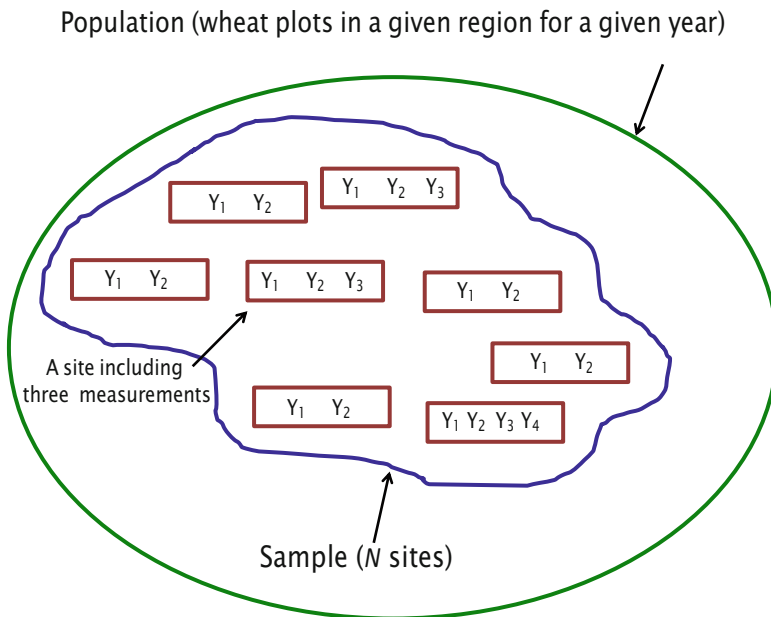 Population (wheat plots in a given region for a given year)
Y₁ Y₂ Y₃
Y₁ Y₂
Y₁ Y₂
Y₁ Y₂ Y₃
Y₁ Y₂
Y₁ Y₂
A site including
three measurements
Y₁ Y₂
Y₁ Y₂ Y₃ Y₄
Sample (N sites)